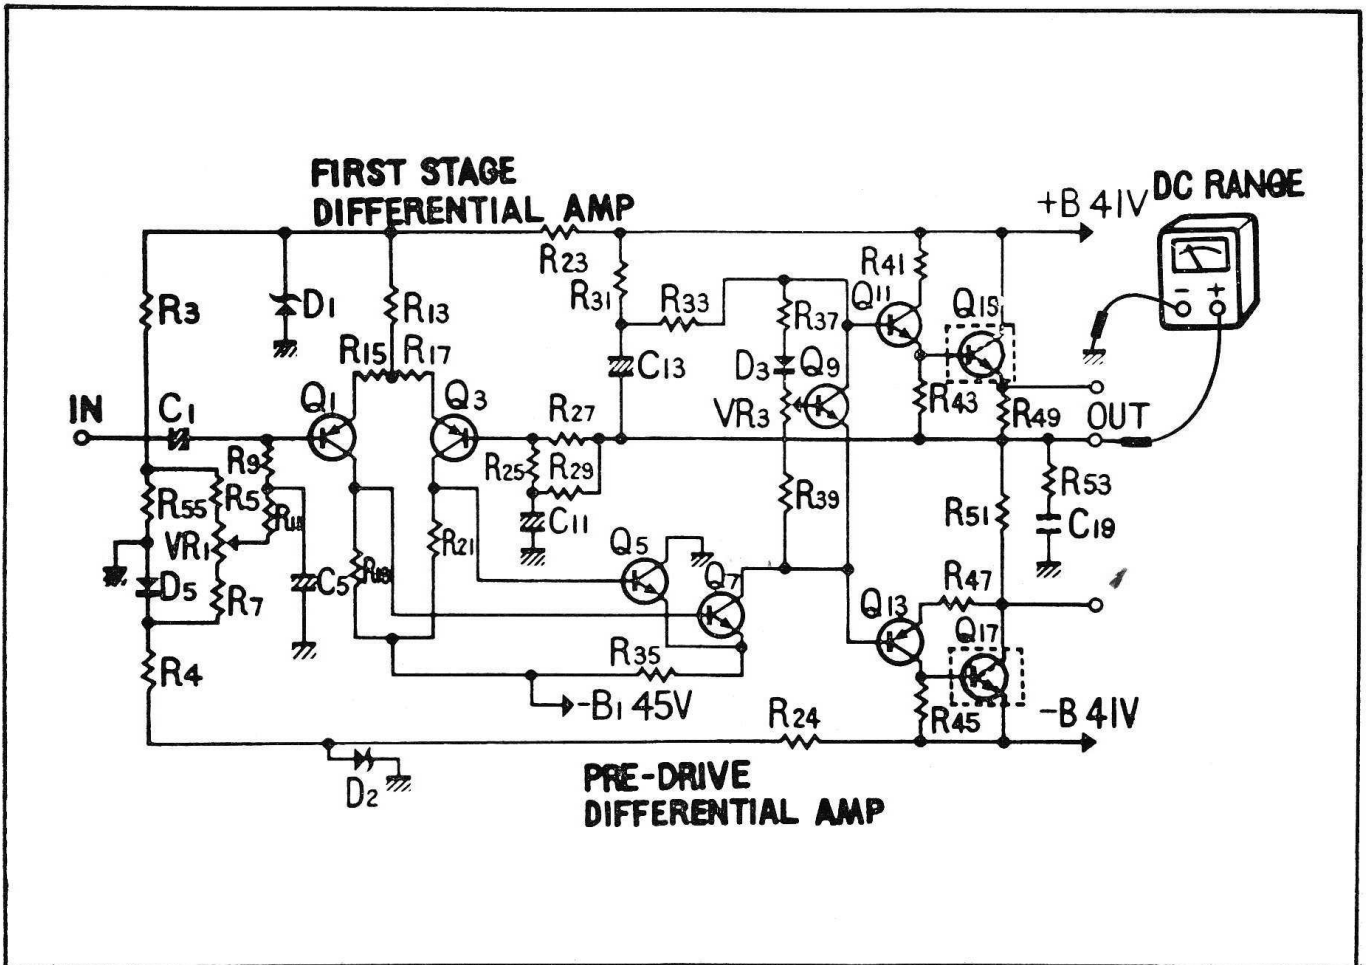 FIRST STAGE
DIFFERENTIAL AMP
+B 41V
DC RANGE
R23
R41
R31
R33
Q11
Q15
R3
D1
R13
R37
- +
R15
R17
C13
D3
Q9
IN
C1
Q1
Q3
R27
VR3
R43
R49
OUT
R9
R25
R29
R55
R5
R39
R53
R51
C19
VR1
C11
R21
Q5
D5
R7
C5
Q7
R47
Q13
Q17
R4
R35
-B1 45V
R24
R45
-B 41V
D2
PRE-DRIVE
DIFFERENTIAL AMP